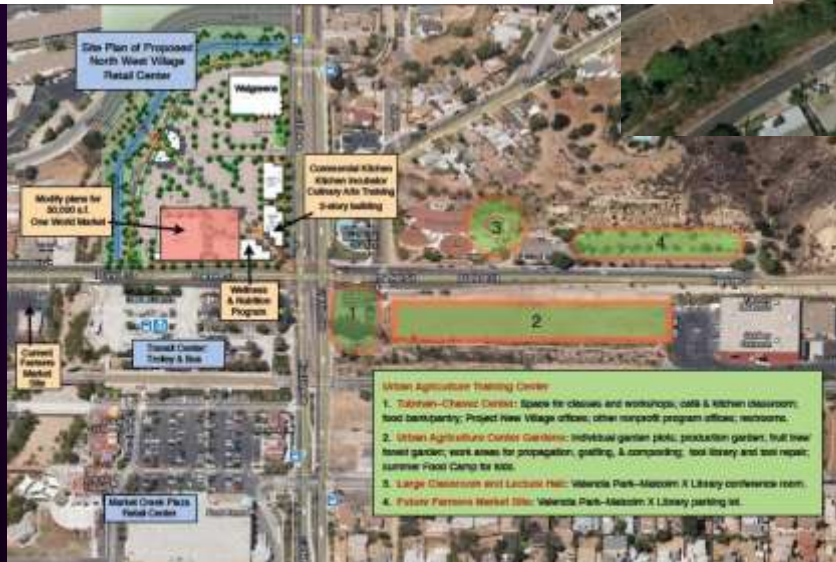 Site Plan of Proposed
North West Village
Retail Center
Walgreens
Commercial Kitchen
Kitchen Incubator
Culinary Arts Training
Modify plans for
50,000 s.f.
One World Market
3
4
Wellness
& Nutrition
Program
1
2
Current
Farmers
Market
Site
Transit Center:
Trolley & Bus
Urban Agriculture Training Center
1. Tubman-Chavez Center: Space for classes and workshops; café & kitchen classroom;
food bank/pantry; Project New Village offices; other nonprofit program offices; restrooms.
2. Urban Agriculture Center Gardens: Individual garden plots; production garden, fruit tree/
forest garden; work areas for propagation, grafting, & composting; tool library and tool repair;
summer Food Camp for kids.
3. Large Classroom and Lecture Hall: Valencia Park–Malcolm X Library conference room.
4. Future Farmers Market Site: Valencia Park–Malcolm X Library parking lot.
Market Creek Plaza
Retail Center